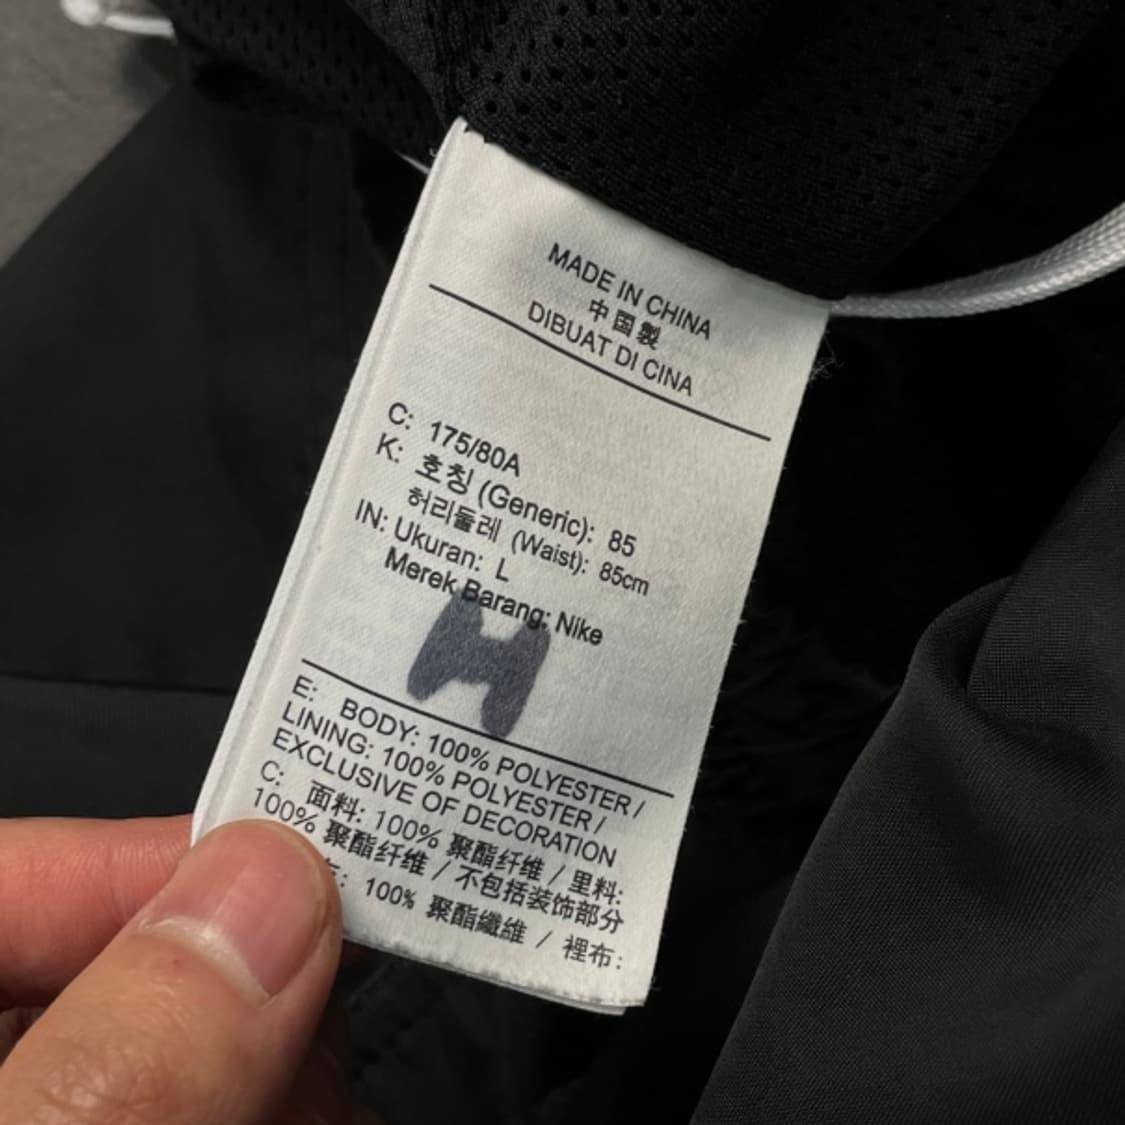 MADE IN CHINA
中国製
DIBUAT DI CINA
C: 175/80A
K: 호칭 (Generic): 85
허리둘레 (Waist): 85cm
IN: Ukuran: L
Merek Barang: Nike
E: BODY: 100% POLYESTER /
LINING: 100% POLYESTER /
EXCLUSIVE OF DECORATION
C: 面料: 100% 聚酯纤维 / 里料:
100% 聚酯纤维 / 不包括装饰部分
: 100% 聚酯纖維 / 裡布: